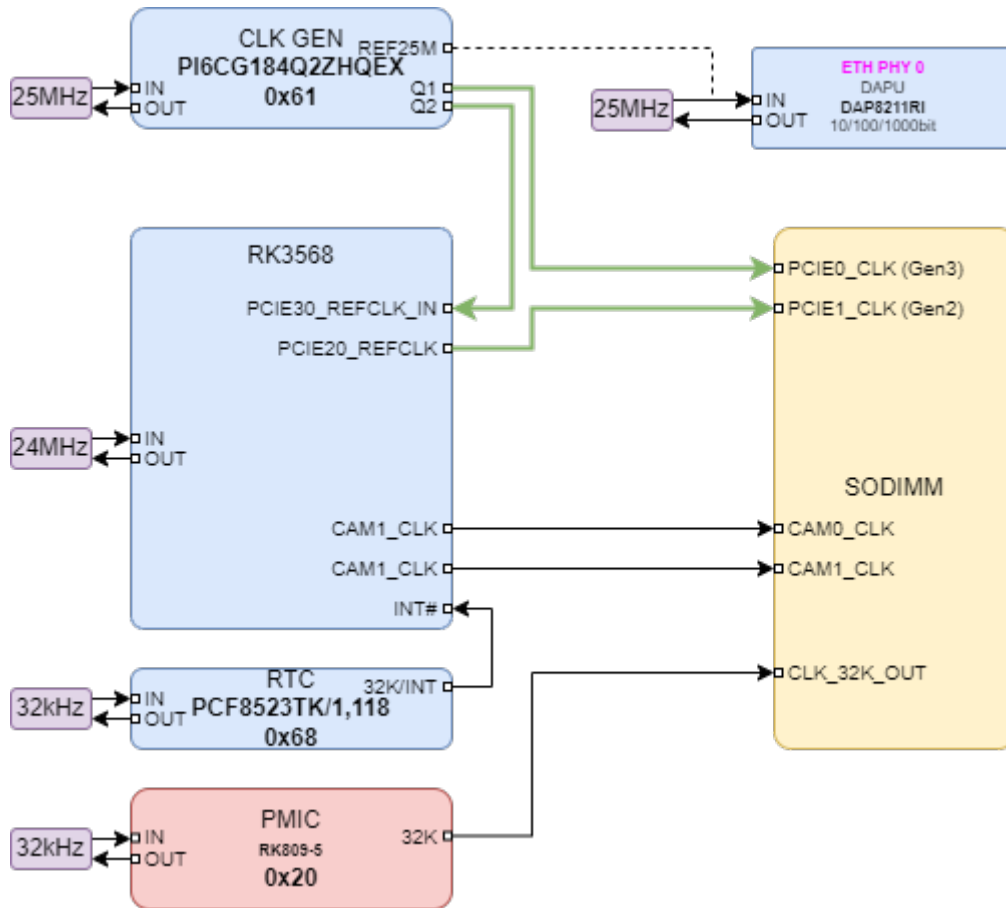 CLK GEN
PI6CG184Q2ZHQEX
0x61
REF25M
Q1
Q2
25MHz
IN
OUT
25MHz
ETH PHY 0
DAPU
DAP8211RI
10/100/1000bit
IN
OUT
RK3568
PCIE30_REFCLK_IN
PCIE20_REFCLK
24MHz
IN
OUT
CAM1_CLK
CAM1_CLK
INT#
PCIE0_CLK (Gen3)
PCIE1_CLK (Gen2)
SODIMM
CAM0_CLK
CAM1_CLK
CLK_32K_OUT
32kHz
IN
OUT
RTC
PCF8523TK/1,118
0x68
32K/INT
32kHz
IN
OUT
PMIC
RK809-5
0x20
32K